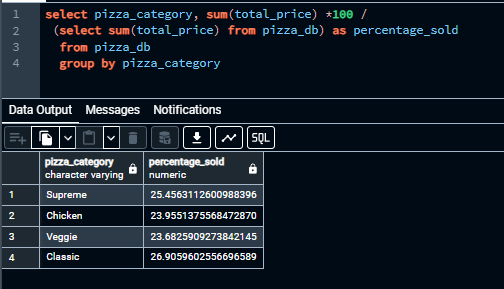 1 select pizza_category, sum(total_price) *100 /
2 (select sum(total_price) from pizza_db) as percentage_sold
3 from pizza_db
4 group by pizza_category
Data Output Messages Notifications
SQL
pizza_category percentage_sold
character varying numeric
1 Supreme 25.4563112600988396
2 Chicken 23.9551375568472870
3 Veggie 23.6825909273842145
4 Classic 26.9059602556696589